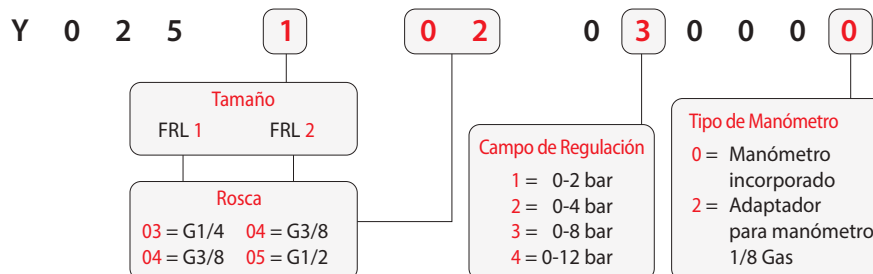 Y 0 2 5 1 0 2 0 3 0 0 0 0
Tamaño
FRL 1 FRL 2
Rosca
03 = G1/4 04 = G3/8
04 = G3/8 05 = G1/2
Campo de Regulación
1 = 0-2 bar
2 = 0-4 bar
3 = 0-8 bar
4 = 0-12 bar
Tipo de Manómetro
0 = Manómetro
incorporado
2 = Adaptador
para manómetro
1/8 Gas